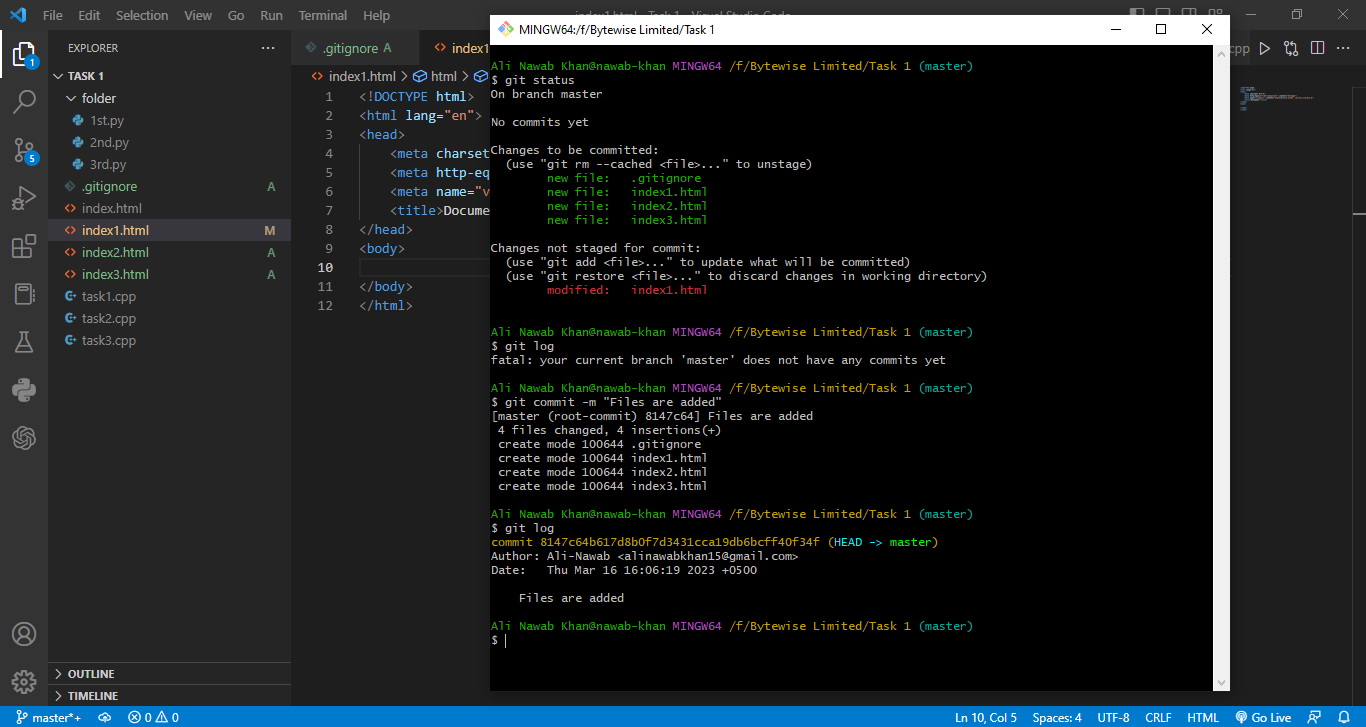 File Edit Selection View Go Run Terminal Help
MINGW64:/f/Bytewise Limited/Task 1
EXPLORER
TASK 1
folder
1st.py
2nd.py
3rd.py
.gitignore A
index.html
index1.html M
index2.html A
index3.html A
task1.cpp
task2.cpp
task3.cpp
OUTLINE
TIMELINE
1
5
.gitignore A
index1
cpp
index1.html > html >
1 <!DOCTYPE html>
2 <html lang="en">
3 <head>
4 <meta charset
5 <meta http-eq
6 <meta name="v
7 <title>Docume
8 </head>
9 <body>
10
11 </body>
12 </html>
Ali Nawab Khan@nawab-khan MINGW64 /f/Bytewise Limited/Task 1 (master)
$ git status
On branch master
No commits yet
Changes to be committed:
(use "git rm --cached <file>..." to unstage)
new file: .gitignore
new file: index1.html
new file: index2.html
new file: index3.html
Changes not staged for commit:
(use "git add <file>..." to update what will be committed)
(use "git restore <file>..." to discard changes in working directory)
modified: index1.html
Ali Nawab Khan@nawab-khan MINGW64 /f/Bytewise Limited/Task 1 (master)
$ git log
fatal: your current branch 'master' does not have any commits yet
Ali Nawab Khan@nawab-khan MINGW64 /f/Bytewise Limited/Task 1 (master)
$ git commit -m "Files are added"
[master (root-commit) 8147c64] Files are added
4 files changed, 4 insertions(+)
create mode 100644 .gitignore
create mode 100644 index1.html
create mode 100644 index2.html
create mode 100644 index3.html
Ali Nawab Khan@nawab-khan MINGW64 /f/Bytewise Limited/Task 1 (master)
$ git log
commit 8147c64b617d8b0f7d3431cca19db6bcff40f34f (HEAD -> master)
Author: Ali-Nawab <alinawabkhan15@gmail.com>
Date: Thu Mar 16 16:06:19 2023 +0500
Files are added
Ali Nawab Khan@nawab-khan MINGW64 /f/Bytewise Limited/Task 1 (master)
$
master*+ 0 0 Ln 10, Col 5 Spaces: 4 UTF-8 CRLF HTML Go Live